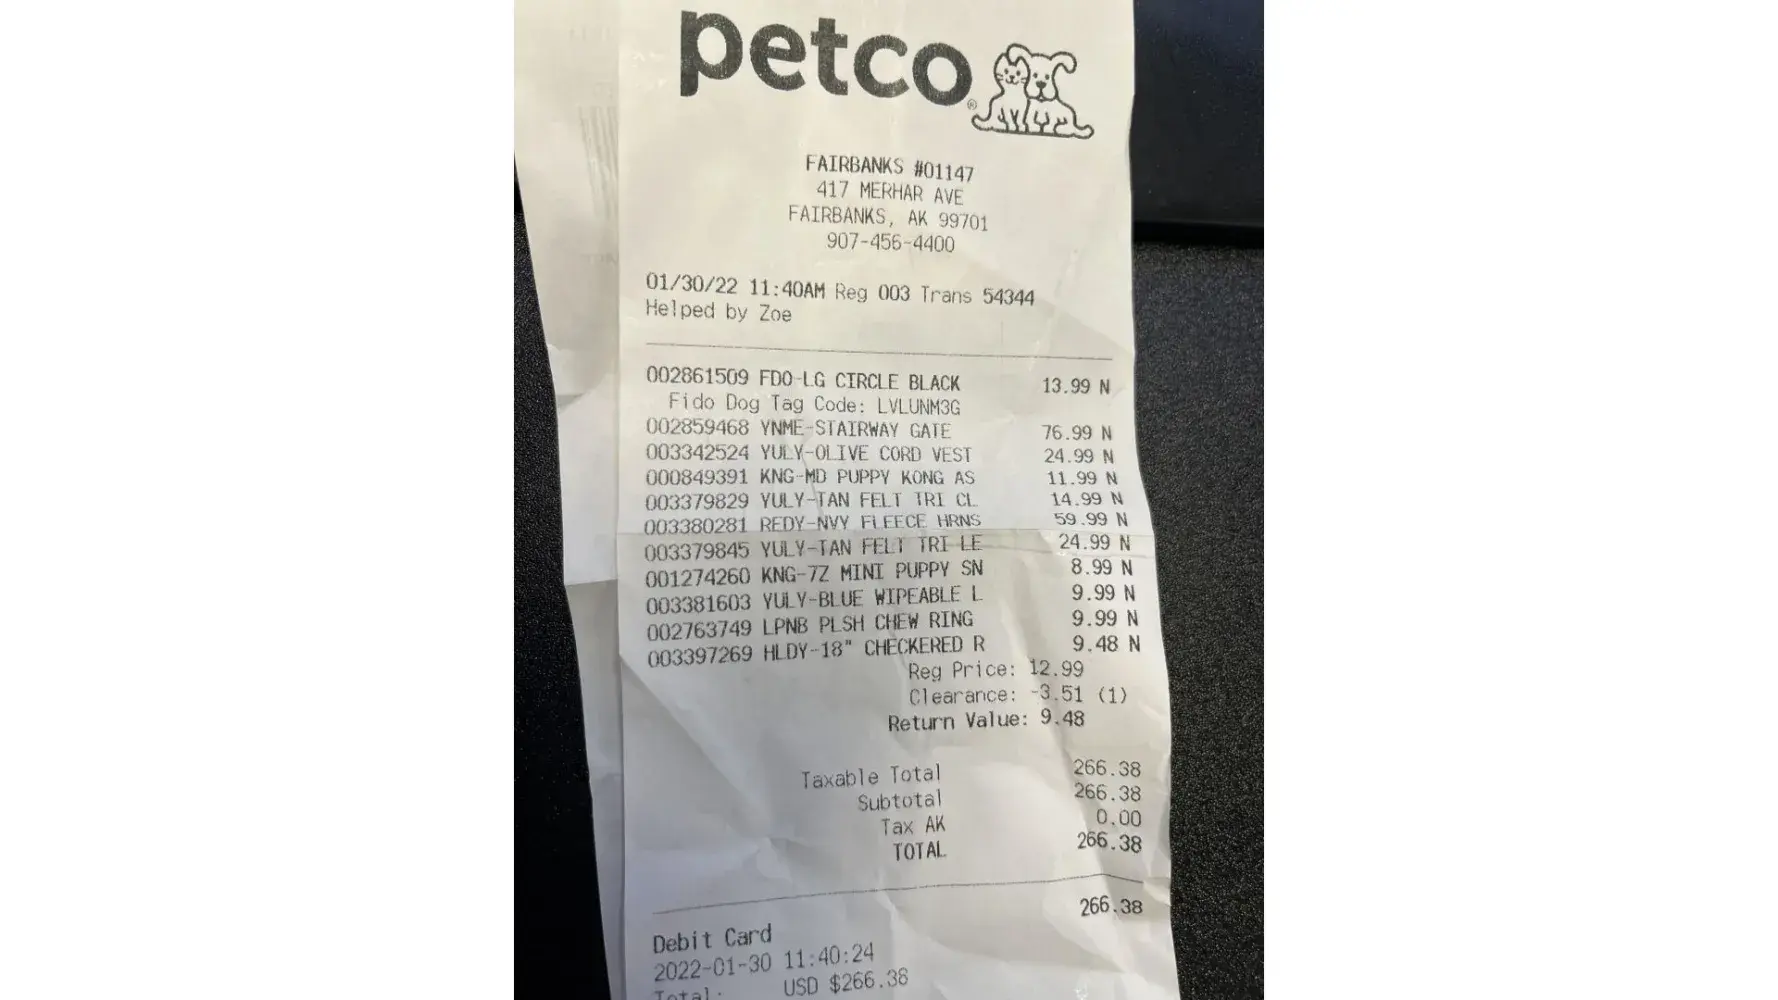 petco®
FAIRBANKS #01147
417 MERHAR AVE
FAIRBANKS, AK 99701
907-456-4400
01/30/22 11:40AM Reg 003 Trans 54344
Helped by Zoe
002861509 FDO-LG CIRCLE BLACK 13.99 N
Fido Dog Tag Code: LVLUNM3G
002859468 YNME-STAIRWAY GATE 76.99 N
003342524 YULY-OLIVE CORD VEST 24.99 N
000849391 KNG-MD PUPPY KONG AS 11.99 N
003379829 YULY-TAN FELT TRI CL 14.99 N
003380281 REDY-NVY FLEECE HRNS 59.99 N
003379845 YULY-TAN FELT TRI LE 24.99 N
001274260 KNG-7Z MINI PUPPY SN 8.99 N
003381603 YULY-BLUE WIPEABLE L 9.99 N
002763749 LPNB PLSH CHEW RING 9.99 N
003397269 HLDY-18" CHECKERED R 9.48 N
Reg Price: 12.99
Clearance: -3.51 (1)
Return Value: 9.48
Taxable Total 266.38
Subtotal 266.38
Tax AK 0.00
TOTAL 266.38
266.38
Debit Card
2022-01-30 11:40:24
Total: USD $266.38